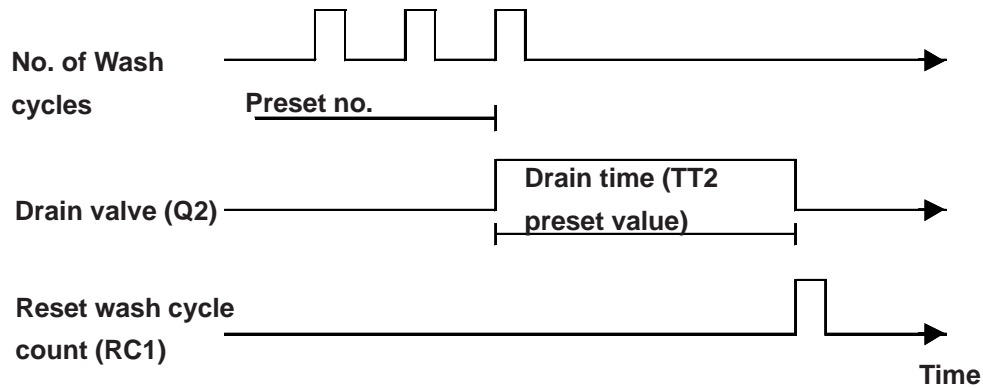 No. of Wash
cycles
Preset no.
Drain time (TT2
preset value)
Drain valve (Q2)
Reset wash cycle
count (RC1)
Time